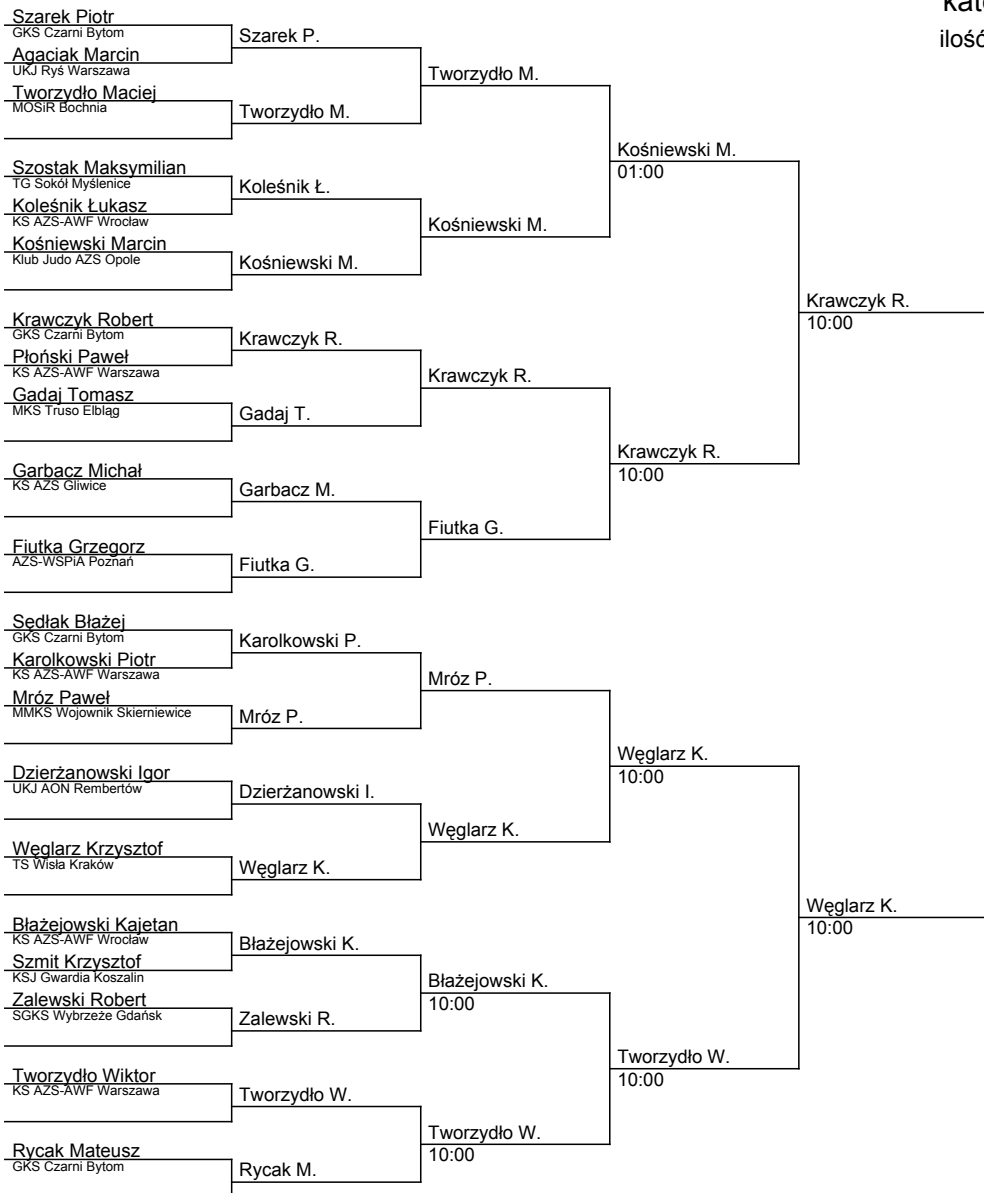 kat
ilość
Szarek Piotr
GKS Czarni Bytom
Agaciak Marcin
UKJ Ryś Warszawa
Tworzydło Maciej
MOSiR Bochnia
Szostak Maksymilian
TG Sokół Myślenice
Koleśnik Łukasz
KS AZS-AWF Wrocław
Kośniewski Marcin
Klub Judo AZS Opole
Krawczyk Robert
GKS Czarni Bytom
Płoński Paweł
KS AZS-AWF Warszawa
Gadaj Tomasz
MKS Truso Elbląg
Garbacz Michał
KS AZS Gliwice
Fiutka Grzegorz
AZS-WSPiA Poznań
Sędłak Błażej
GKS Czarni Bytom
Karolkowski Piotr
KS AZS-AWF Warszawa
Mróz Paweł
MMKS Wojownik Skierniewice
Dzierżanowski Igor
UKJ AON Rembertów
Węglarz Krzysztof
TS Wisła Kraków
Błażejowski Kajetan
KS AZS-AWF Wrocław
Szmit Krzysztof
KSJ Gwardia Koszalin
Zalewski Robert
SGKS Wybrzeże Gdańsk
Tworzydło Wiktor
KS AZS-AWF Warszawa
Rycak Mateusz
GKS Czarni Bytom
Szarek P.
Tworzydło M.
Koleśnik Ł.
Kośniewski M.
Krawczyk R.
Gadaj T.
Garbacz M.
Fiutka G.
Karolkowski P.
Mróz P.
Dzierżanowski I.
Węglarz K.
Błażejowski K.
Zalewski R.
Tworzydło W.
Rycak M.
Tworzydło M.
Kośniewski M.
Krawczyk R.
Fiutka G.
Mróz P.
Węglarz K.
Błażejowski K.
10:00
Tworzydło W.
10:00
Kośniewski M.
01:00
Krawczyk R.
10:00
Węglarz K.
10:00
Tworzydło W.
10:00
Krawczyk R.
10:00
Węglarz K.
10:00